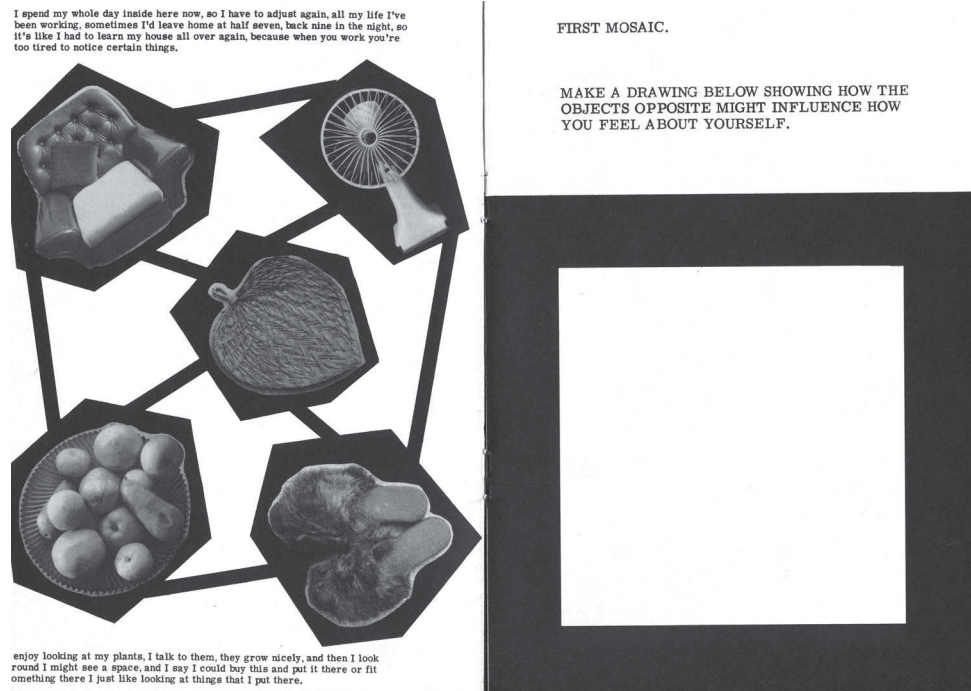 I spend my whole day inside here now, so I have to adjust again, all my life I've
been working, sometimes I'd leave home at half seven, back nine in the night, so
it's like I had to learn my house all over again, because when you work you're
too tired to notice certain things.
enjoy looking at my plants, I talk to them, they grow nicely, and then I look
round I might see a space, and I say I could buy this and put it there or fit
omething there I just like looking at things that I put there.
FIRST MOSAIC.
MAKE A DRAWING BELOW SHOWING HOW THE
OBJECTS OPPOSITE MIGHT INFLUENCE HOW
YOU FEEL ABOUT YOURSELF.